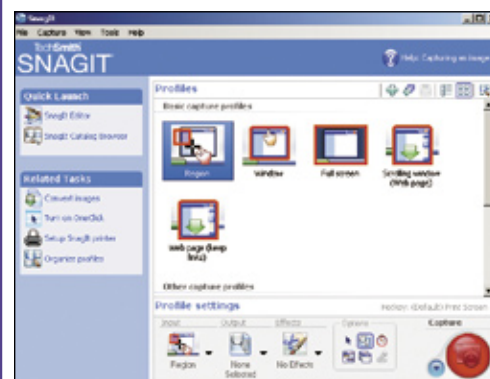 SnagIt
File Capture View Tools Help
TechSmith
SNAGIT
Help: Capturing an image
Quick Launch
SnagIt Editor
SnagIt Catalog Browser
Related Tasks
Convert images
Turn on OneClick
Setup SnagIt printer
Organize profiles
Profiles
Basic capture profiles
Region
Window
Full screen
Scrolling window
(Web page)
Web page (keep
links)
Other capture profiles
Profile settings
Hotkey: (Default) Print Screen
Input
Output
Effects
Options
Capture
Region
None
Selected
No Effects